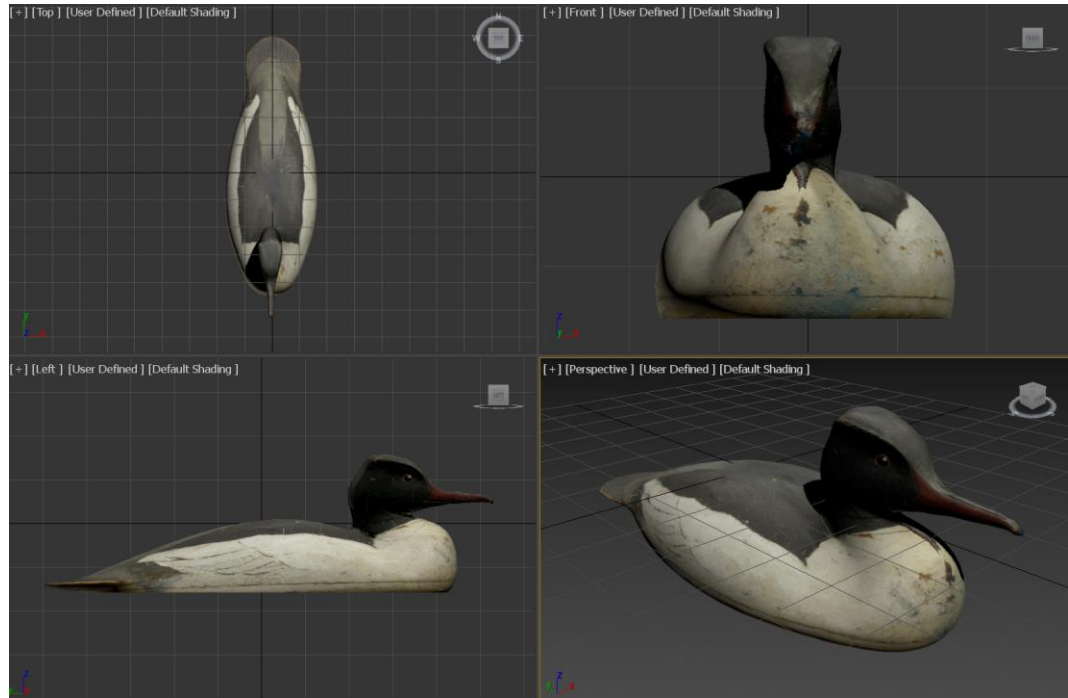 [+] [Top ] [User Defined ] [Default Shading ]
N
W TOP E
S
[+] [Front ] [User Defined ] [Default Shading ]
[+] [Left ] [User Defined ] [Default Shading ]
[+] [Perspective ] [User Defined ] [Default Shading ]
y
z x
z
y x
z
y
z
y x